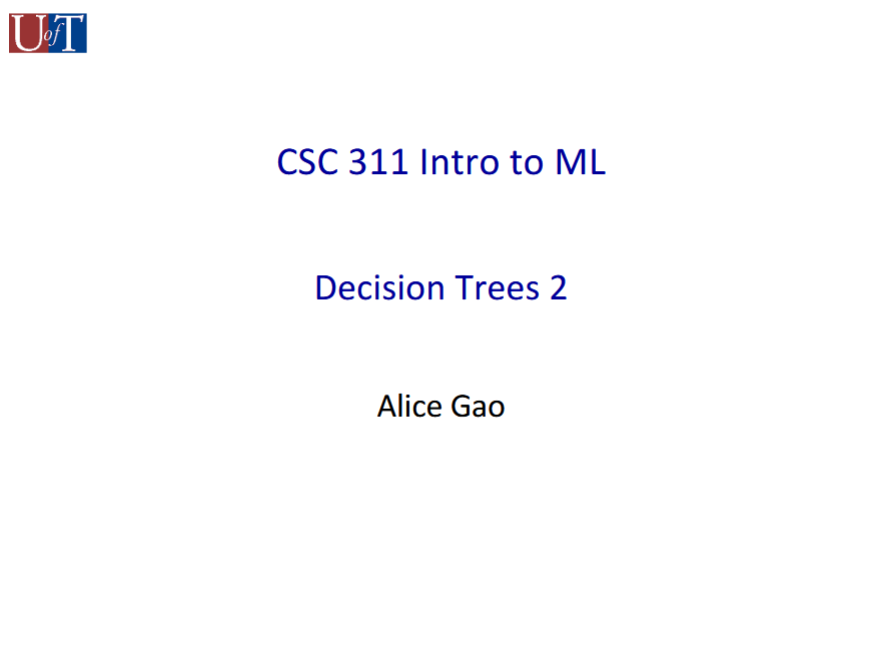 UofT
CSC 311 Intro to ML
Decision Trees 2
Alice Gao